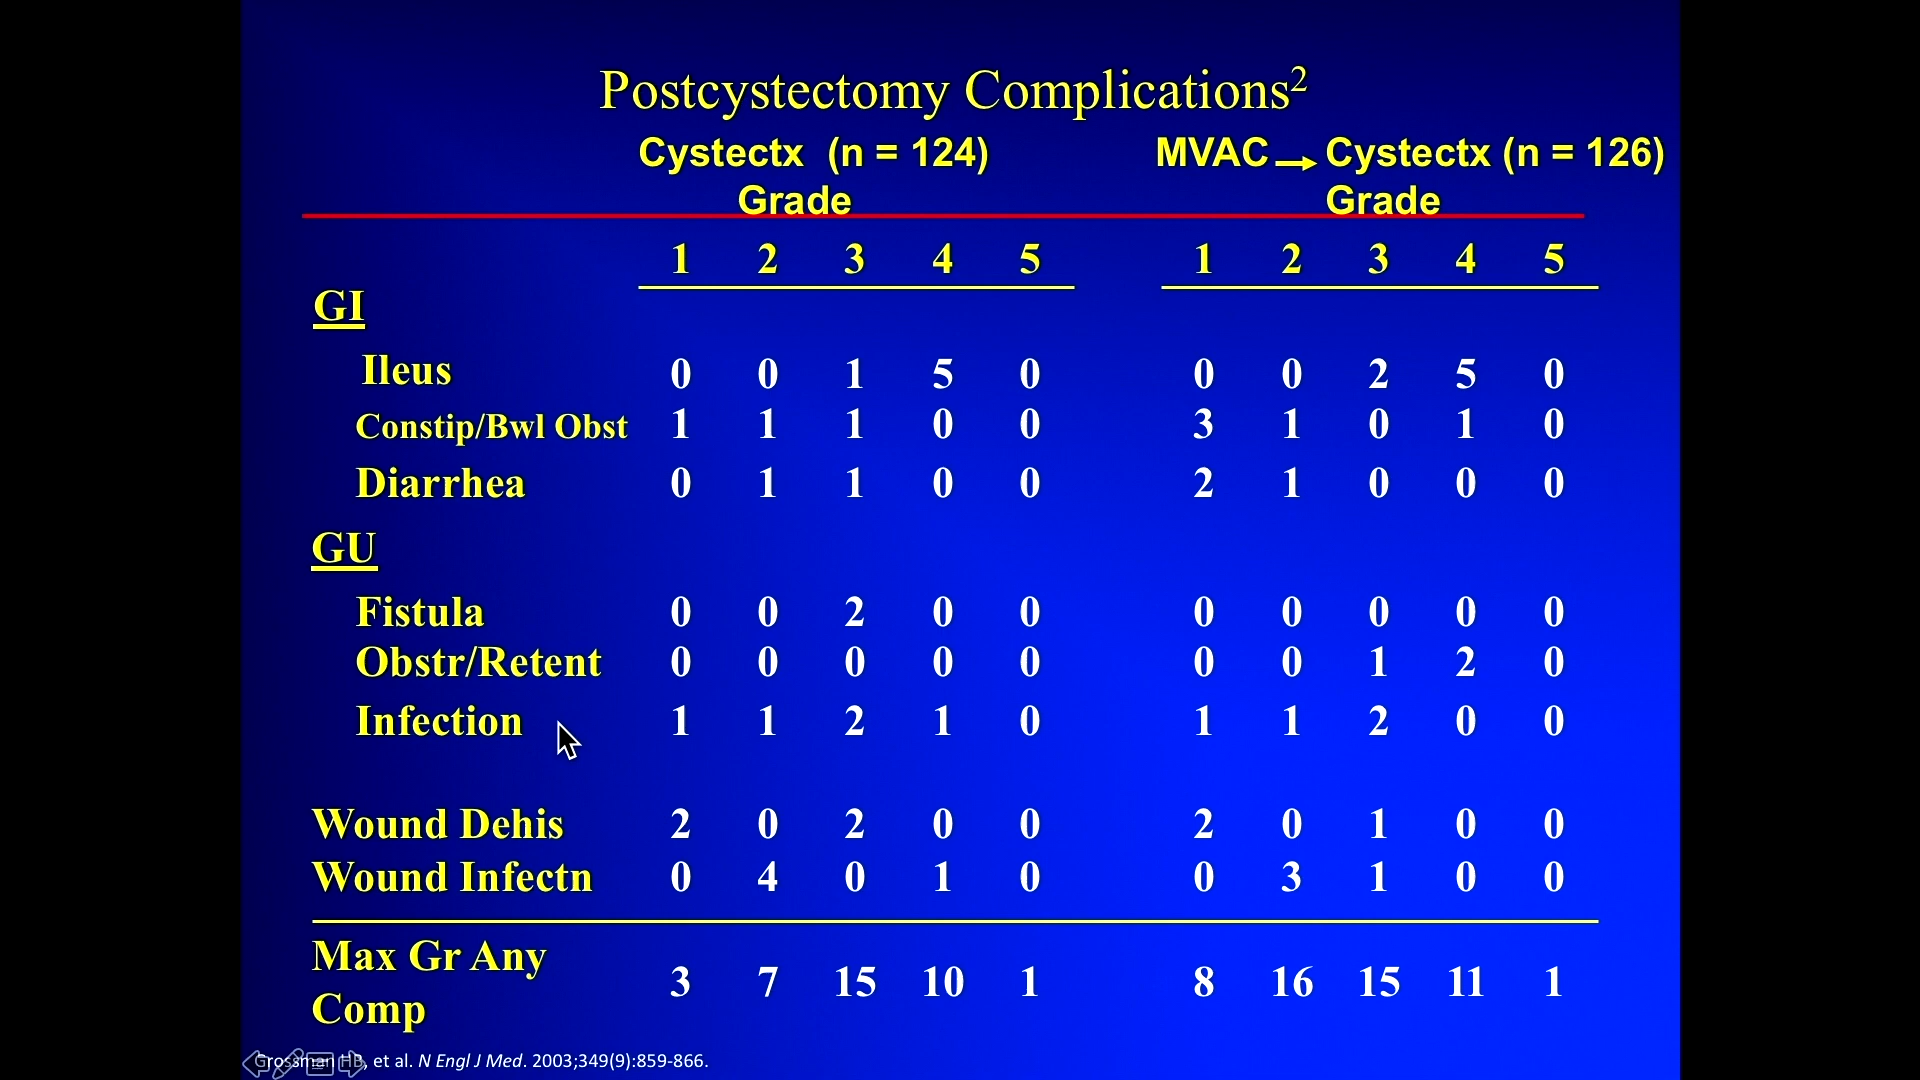 Postcystectomy Complications²
Cystectx (n = 124) MVAC → Cystectx (n = 126)
Grade Grade
1 2 3 4 5 1 2 3 4 5
GI
Ileus 0 0 1 5 0 0 0 2 5 0
Constip/Bwl Obst 1 1 1 0 0 3 1 0 1 0
Diarrhea 0 1 1 0 0 2 1 0 0 0
GU
Fistula 0 0 2 0 0 0 0 0 0 0
Obstr/Retent 0 0 0 0 0 0 0 1 2 0
Infection 1 1 2 1 0 1 1 2 0 0
Wound Dehis 2 0 2 0 0 2 0 1 0 0
Wound Infectn 0 4 0 1 0 0 3 1 0 0
Max Gr Any
Comp 3 7 15 10 1 8 16 15 11 1
Grossman HB, et al. N Engl J Med. 2003;349(9):859-866.